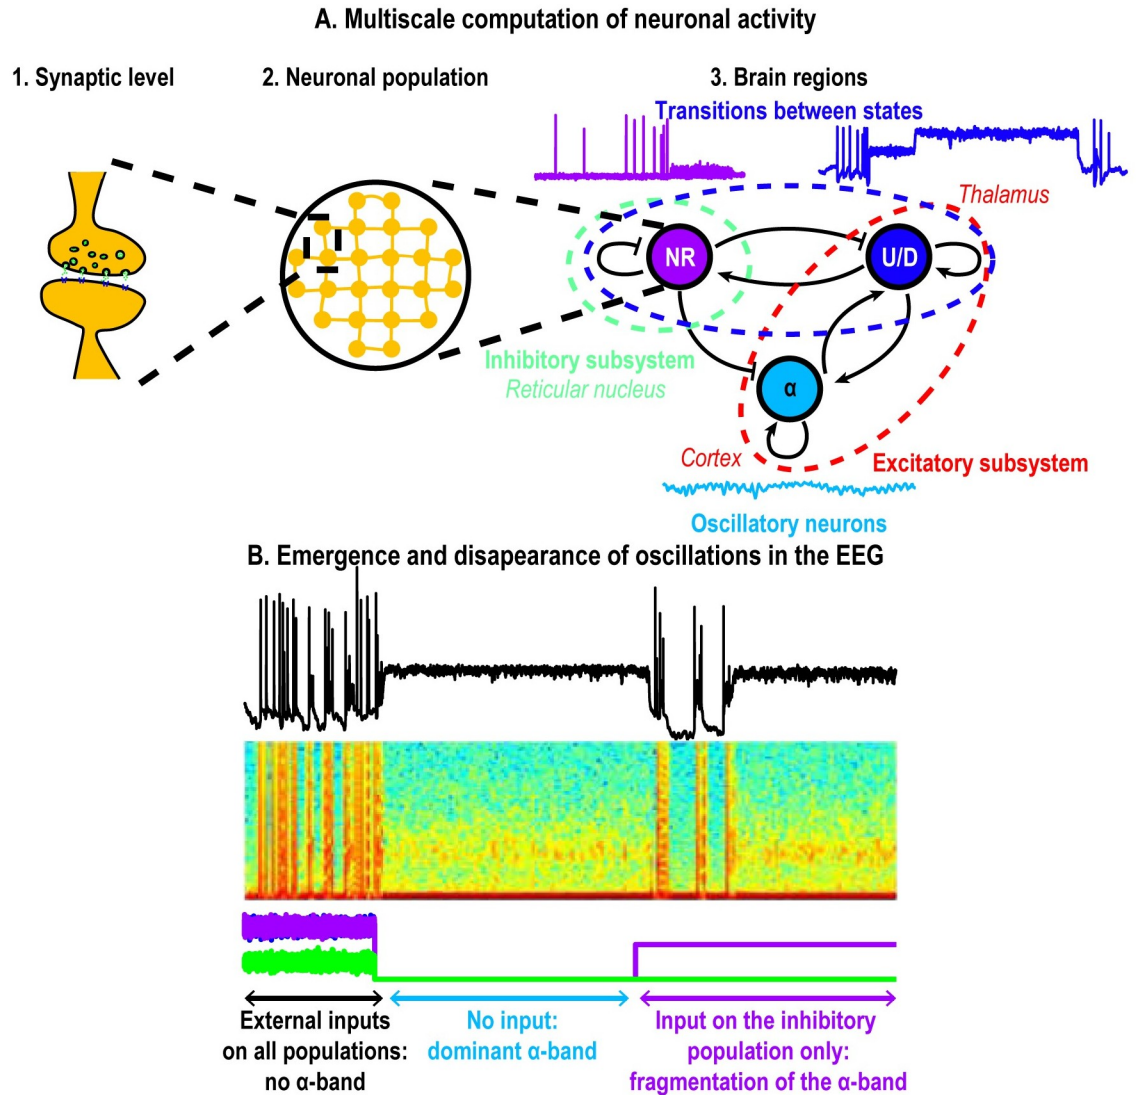 A. Multiscale computation of neuronal activity
1. Synaptic level
2. Neuronal population
3. Brain regions
Transitions between states
Thalamus
NR
U/D
Inhibitory subsystem
Reticular nucleus
α
Cortex
Excitatory subsystem
Oscillatory neurons
B. Emergence and disapearance of oscillations in the EEG
External inputs
on all populations:
no α-band
No input:
dominant α-band
Input on the inhibitory
population only:
fragmentation of the α-band